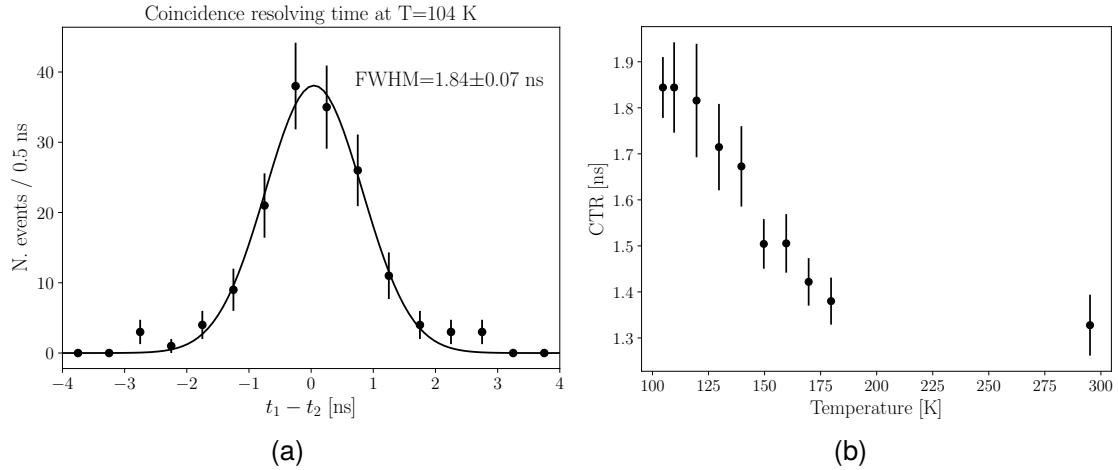 Coincidence resolving time at T=104 K
FWHM=1.84±0.07 ns
N. events / 0.5 ns
40
30
20
10
0
−4 −3 −2 −1 0 1 2 3 4
t₁ − t₂ [ns]
(a)
CTR [ns]
1.9
1.8
1.7
1.6
1.5
1.4
1.3
100 125 150 175 200 225 250 275 300
Temperature [K]
(b)